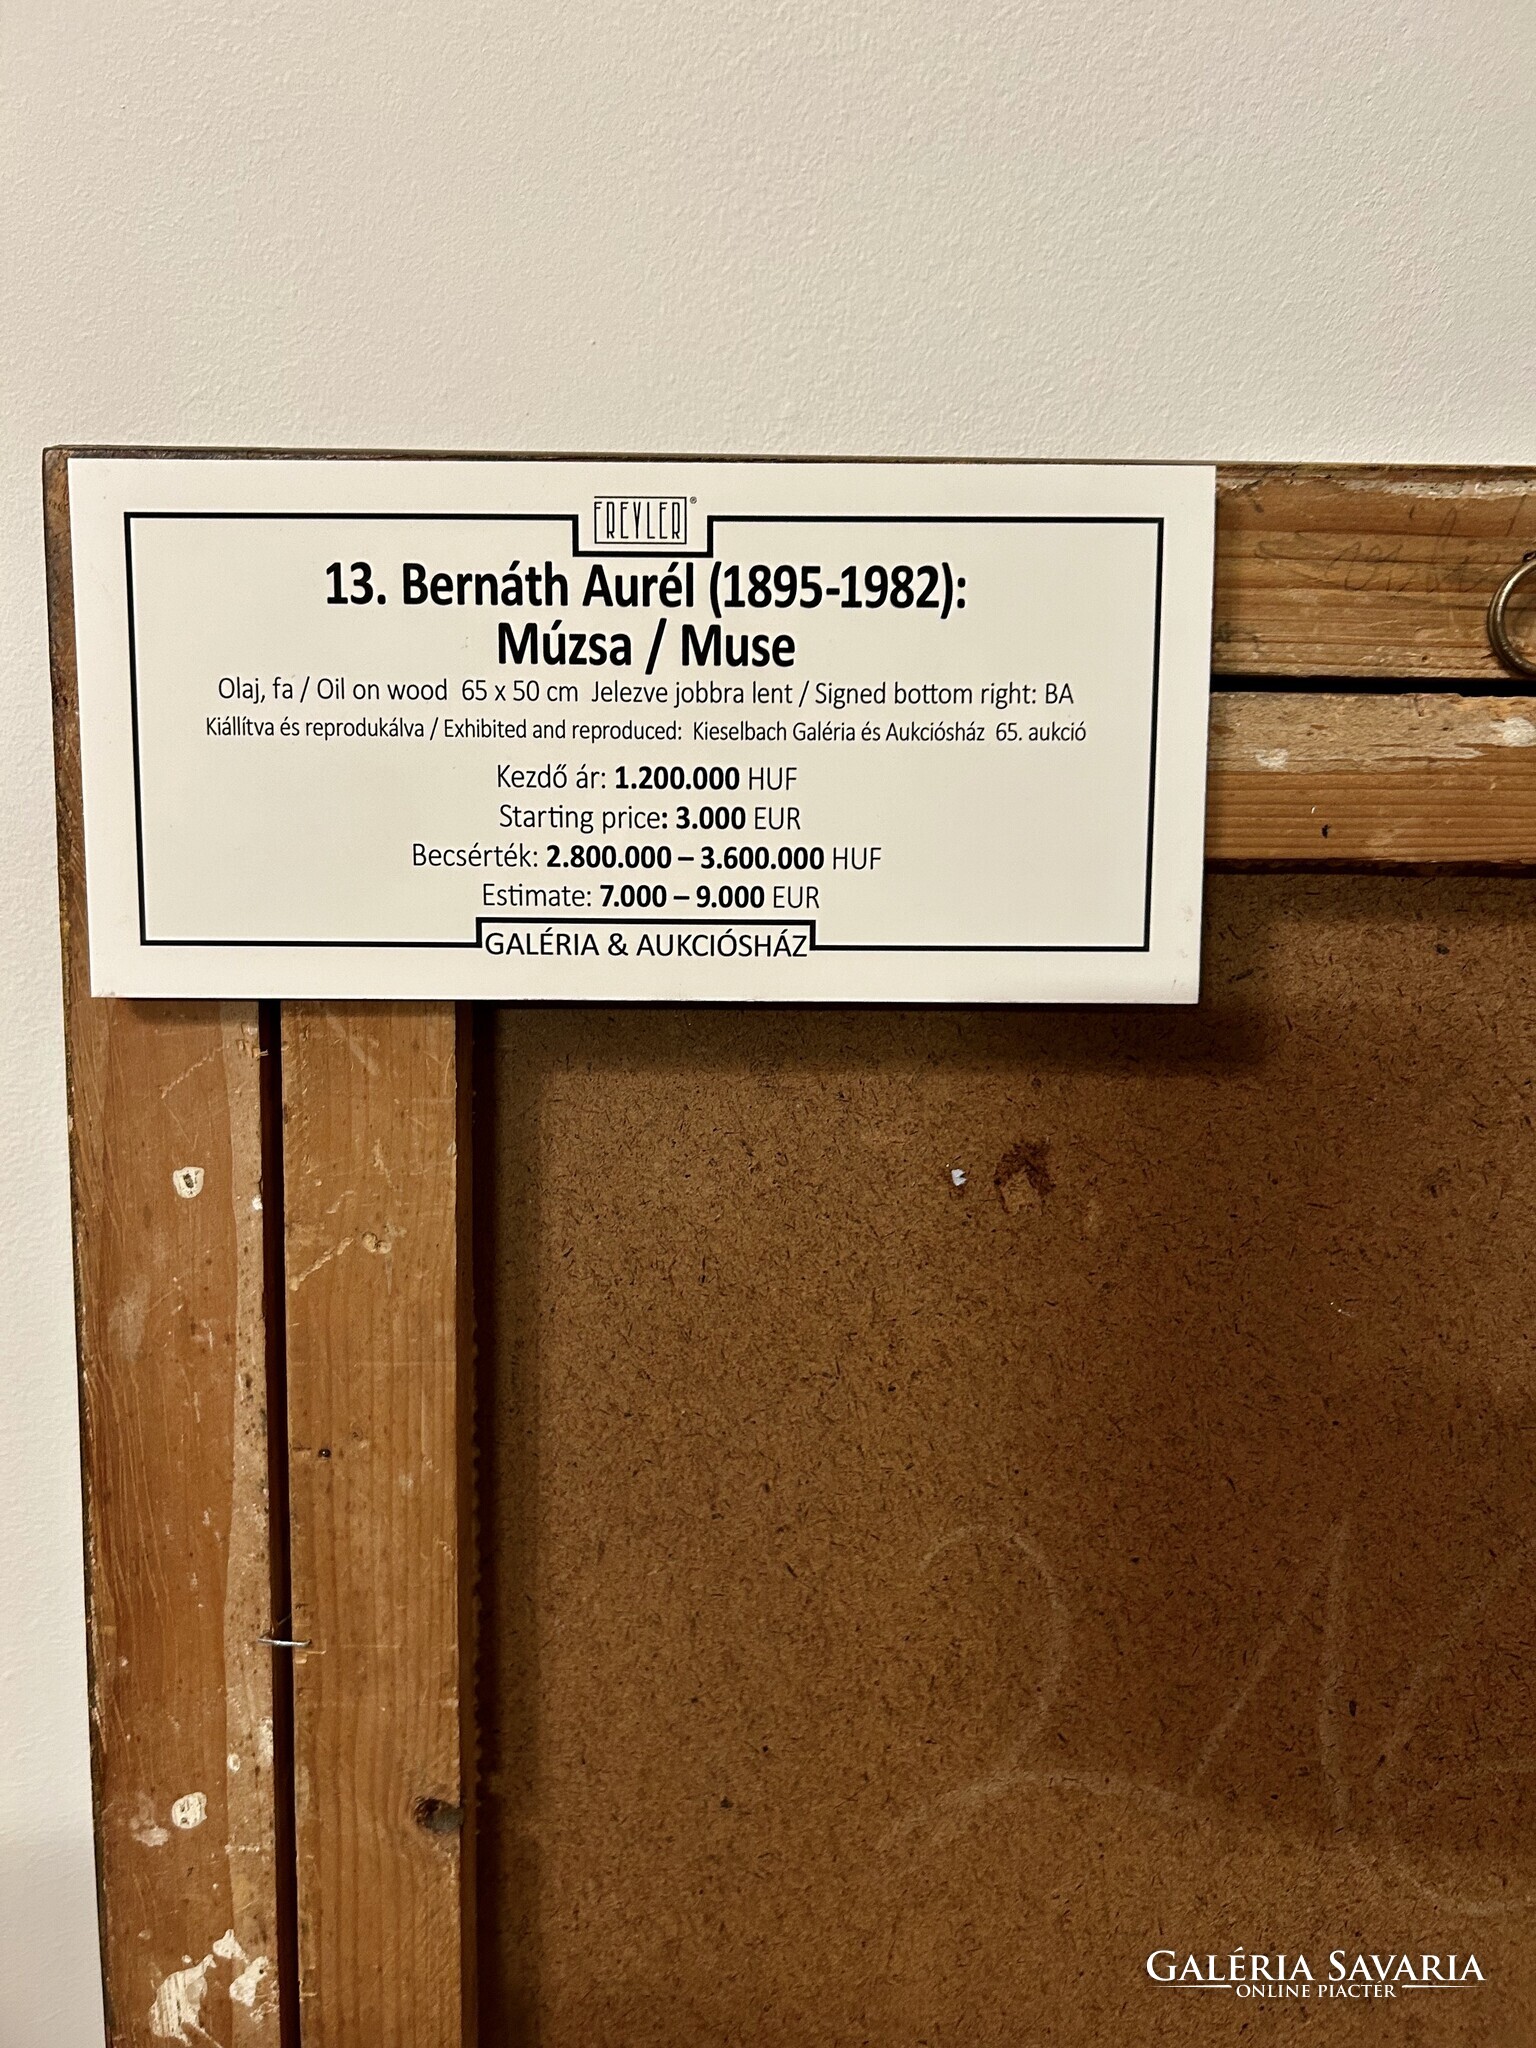 FREYLER®
13. Bernáth Aurél (1895-1982):
Múzsa / Muse
Olaj, fa / Oil on wood 65 x 50 cm Jelezve jobbra lent / Signed bottom right: BA
Kiállítva és reprodukálva / Exhibited and reproduced: Kieselbach Galéria és Aukciósház 65. aukció
Kezdő ár: 1.200.000 HUF
Starting price: 3.000 EUR
Becsérték: 2.800.000 – 3.600.000 HUF
Estimate: 7.000 – 9.000 EUR
GALÉRIA & AUKCIÓSHÁZ
GALÉRIA SAVARIA
ONLINE PIACTÉR